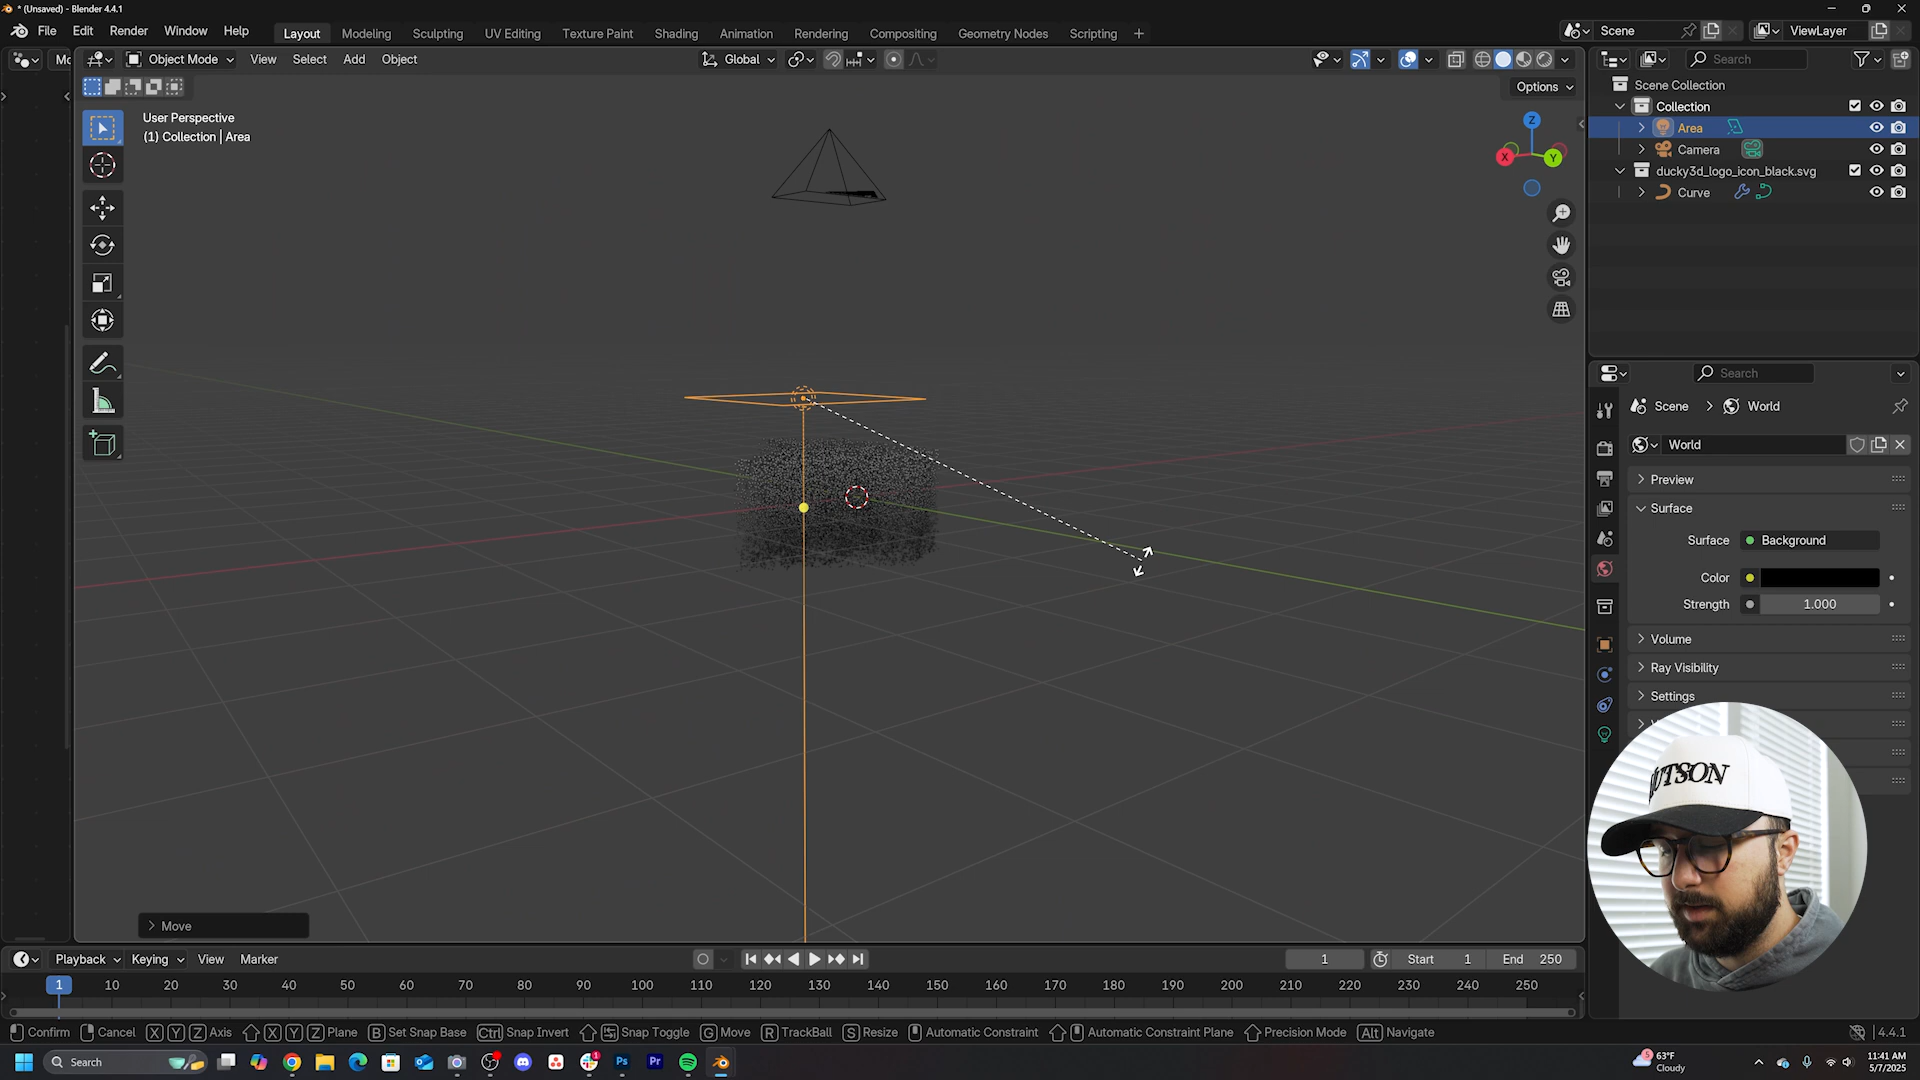 * (Unsaved) - Blender 4.4.1
File Edit Render Window Help Layout Modeling Sculpting UV Editing Texture Paint Shading Animation Rendering Compositing Geometry Nodes Scripting + Scene ViewLayer
Mo Object Mode View Select Add Object Global Search
Options
User Perspective
(1) Collection | Area
Z
X Y
Scene Collection
Collection
Area
Camera
ducky3d_logo_icon_black.svg
Curve
Search
Scene > World
World
Preview
Surface
Surface Background
Color
Strength 1.000
Volume
Ray Visibility
Settings
UTSON
> Move
Playback Keying View Marker 1 Start 1 End 250
1 10 20 30 40 50 60 70 80 90 100 110 120 130 140 150 160 170 180 190 200 210 220 230 240 250
Confirm Cancel X Y Z Axis X Y Z Plane B Set Snap Base Ctrl Snap Invert Snap Toggle G Move R TrackBall S Resize Automatic Constraint Automatic Constraint Plane Precision Mode Alt Navigate 4.4.1
Search 1 Ps Pr 5 63°F 11:41 AM
Cloudy 5/7/2025